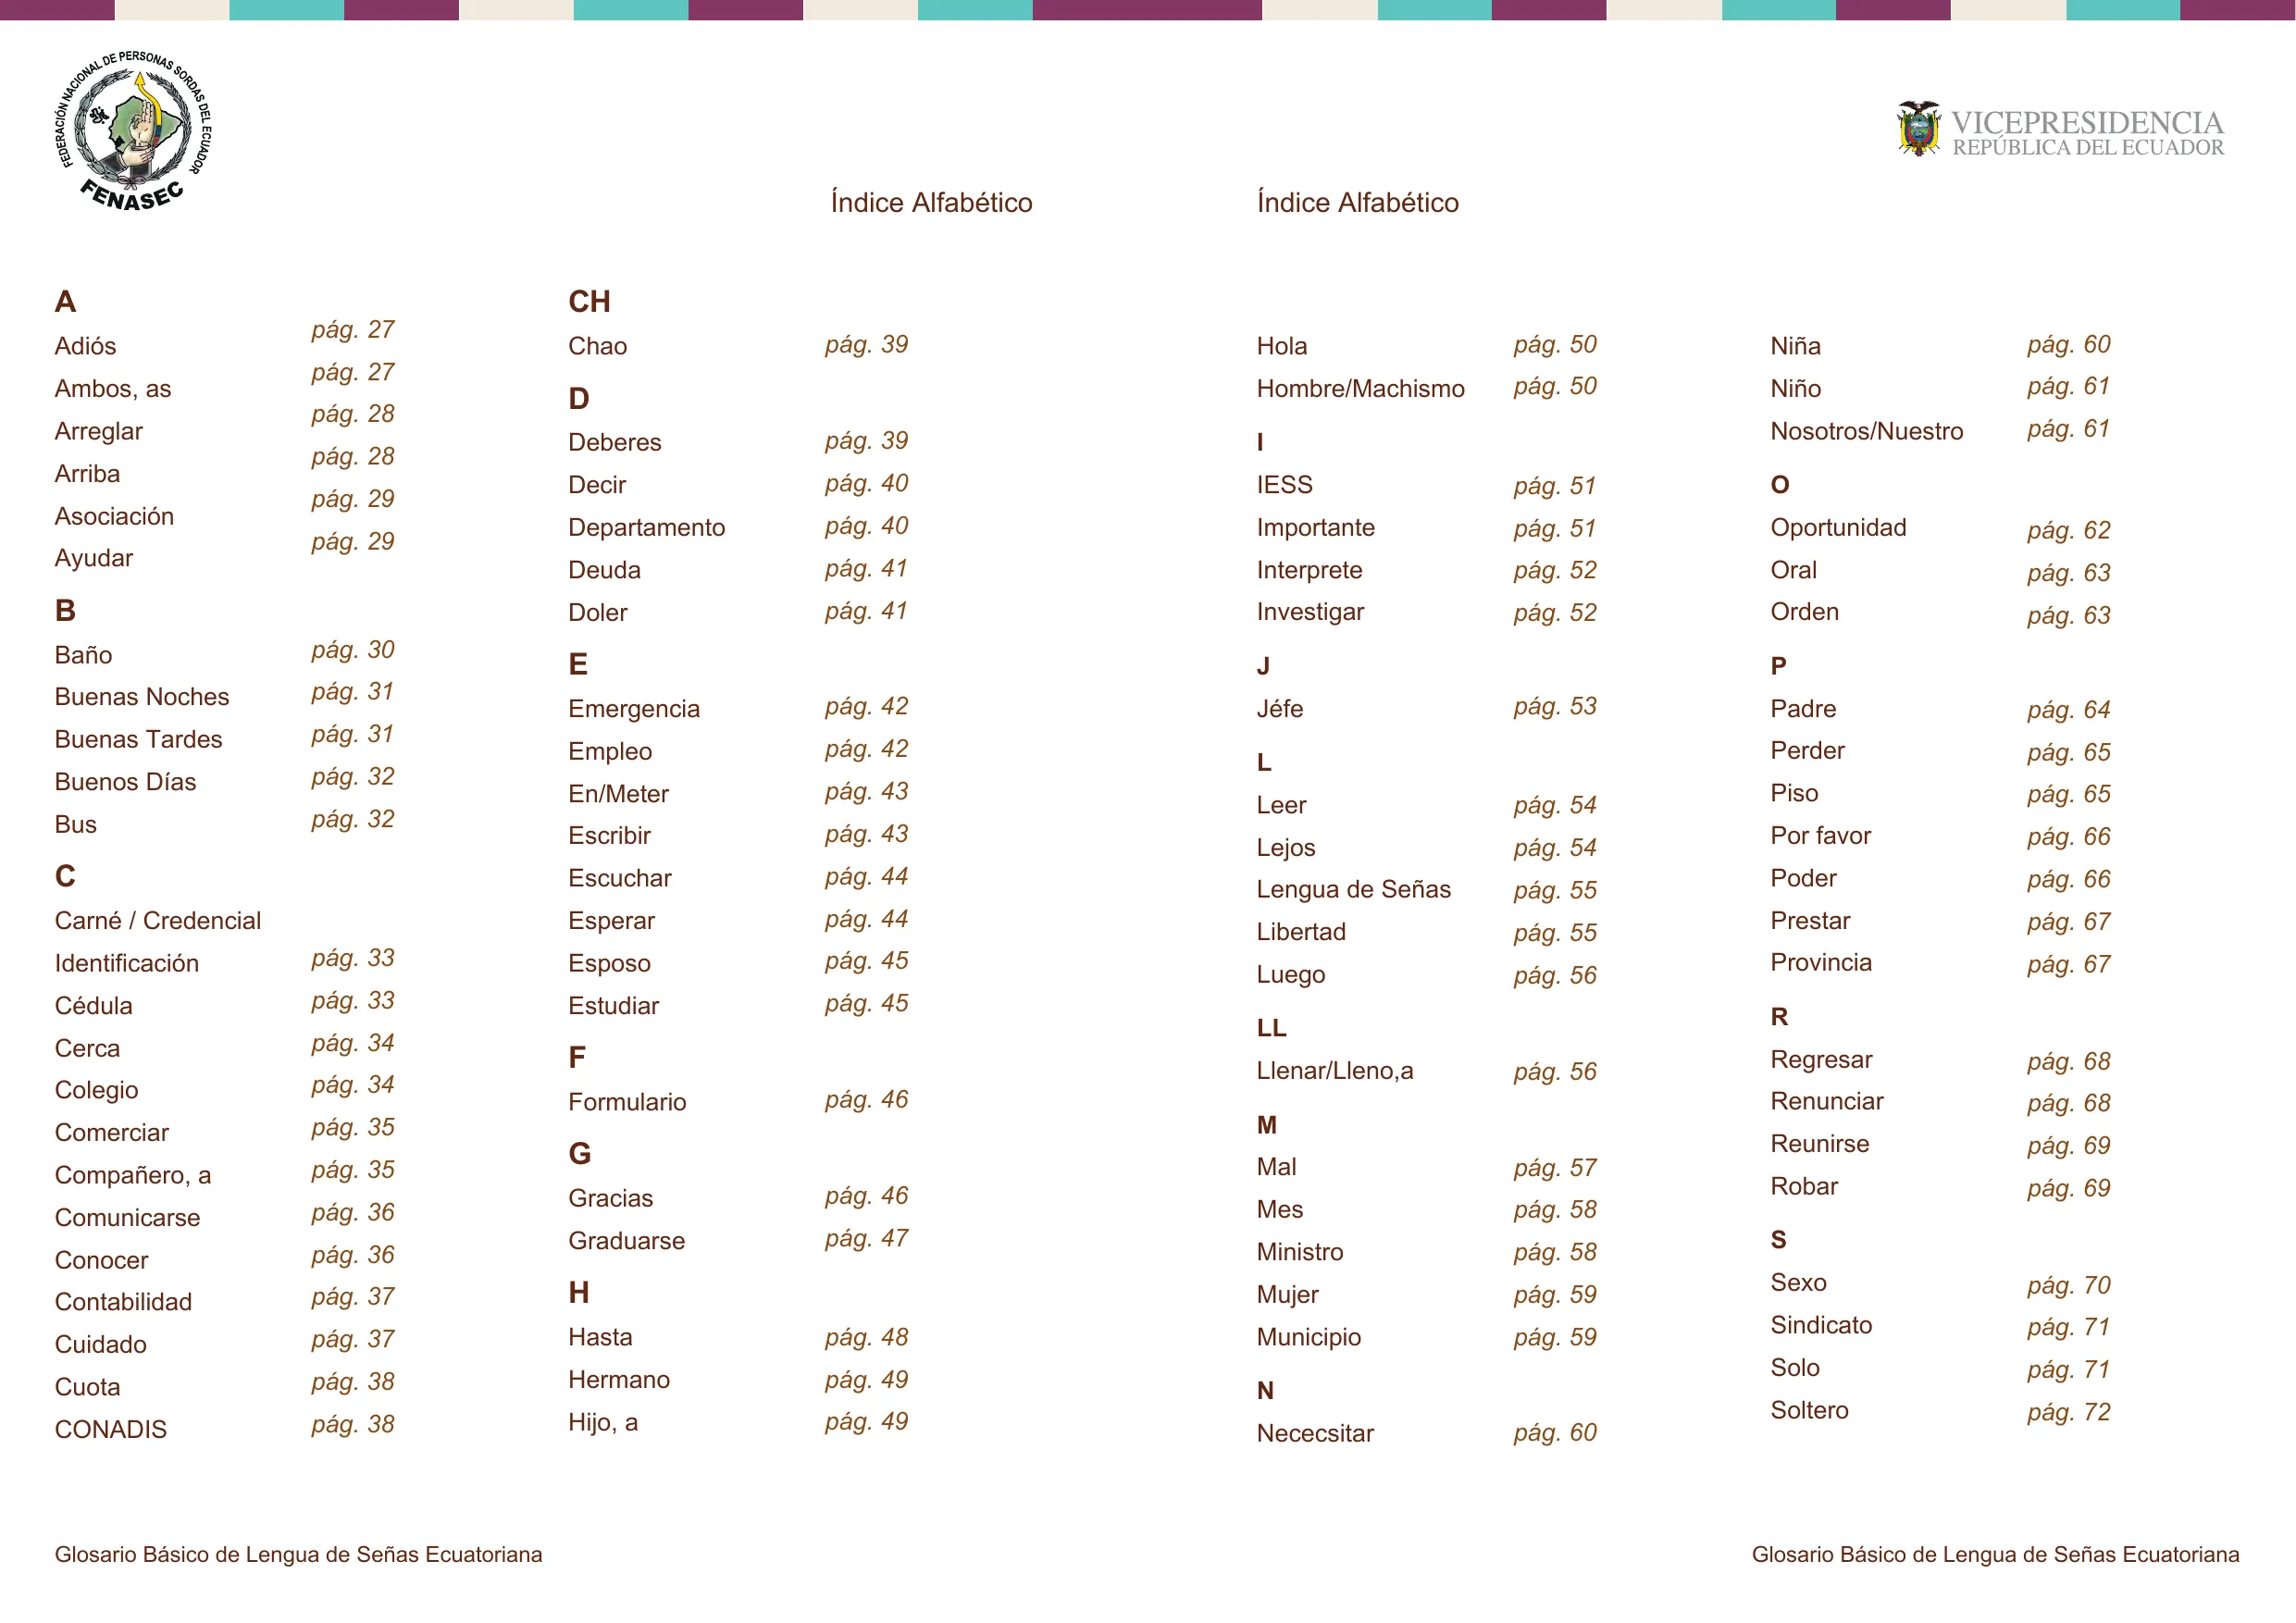 FEDERACIÓN NACIONAL DE PERSONAS SORDAS DEL ECUADOR
FENASEC
VICEPRESIDENCIA
REPÚBLICA DEL ECUADOR
Índice Alfabético
A
Adiós pág. 27
Ambos, as pág. 27
Arreglar pág. 28
Arriba pág. 28
Asociación pág. 29
Ayudar pág. 29
B
Baño pág. 30
Buenas Noches pág. 31
Buenas Tardes pág. 31
Buenos Días pág. 32
Bus pág. 32
C
Carné / Credencial
Identificación pág. 33
Cédula pág. 33
Cerca pág. 34
Colegio pág. 34
Comerciar pág. 35
Compañero, a pág. 35
Comunicarse pág. 36
Conocer pág. 36
Contabilidad pág. 37
Cuidado pág. 37
Cuota pág. 38
CONADIS pág. 38
CH
Chao pág. 39
D
Deberes pág. 39
Decir pág. 40
Departamento pág. 40
Deuda pág. 41
Doler pág. 41
E
Emergencia pág. 42
Empleo pág. 42
En/Meter pág. 43
Escribir pág. 43
Escuchar pág. 44
Esperar pág. 44
Esposo pág. 45
Estudiar pág. 45
F
Formulario pág. 46
G
Gracias pág. 46
Graduarse pág. 47
H
Hasta pág. 48
Hermano pág. 49
Hijo, a pág. 49
Glosario Básico de Lengua de Señas Ecuatoriana
Índice Alfabético
Hola pág. 50
Hombre/Machismo pág. 50
I
IESS pág. 51
Importante pág. 51
Interprete pág. 52
Investigar pág. 52
J
Jéfe pág. 53
L
Leer pág. 54
Lejos pág. 54
Lengua de Señas pág. 55
Libertad pág. 55
Luego pág. 56
LL
Llenar/Lleno,a pág. 56
M
Mal pág. 57
Mes pág. 58
Ministro pág. 58
Mujer pág. 59
Municipio pág. 59
N
Nececsitar pág. 60
Niña pág. 60
Niño pág. 61
Nosotros/Nuestro pág. 61
O
Oportunidad pág. 62
Oral pág. 63
Orden pág. 63
P
Padre pág. 64
Perder pág. 65
Piso pág. 65
Por favor pág. 66
Poder pág. 66
Prestar pág. 67
Provincia pág. 67
R
Regresar pág. 68
Renunciar pág. 68
Reunirse pág. 69
Robar pág. 69
S
Sexo pág. 70
Sindicato pág. 71
Solo pág. 71
Soltero pág. 72
Glosario Básico de Lengua de Señas Ecuatoriana